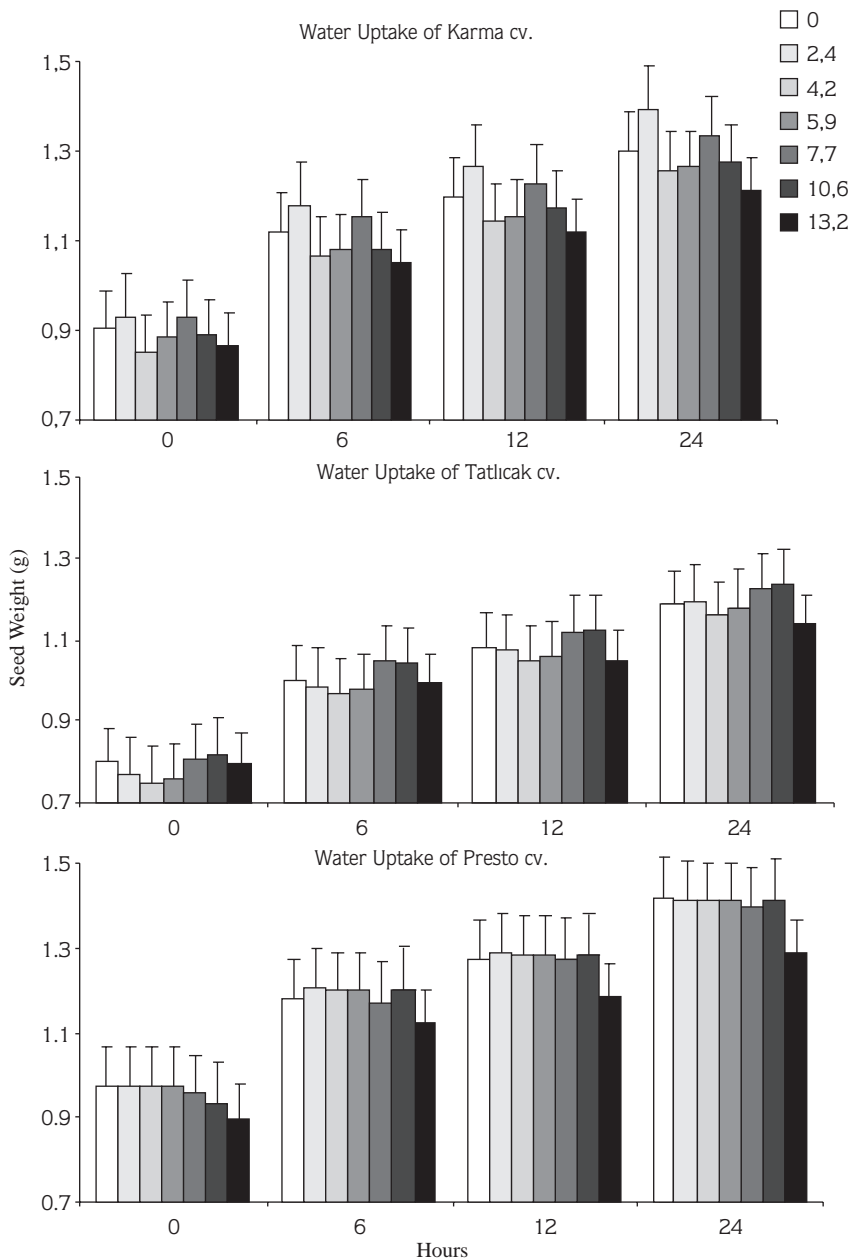 Water Uptake of Karma cv.
0
2,4
4,2
5,9
7,7
10,6
13,2
1,5
1,3
1,1
0,9
0,7
0 6 12 24
Water Uptake of Tatlıcak cv.
Seed Weight (g)
1.5
1.3
1.1
0.9
0.7
0 6 12 24
Water Uptake of Presto cv.
1.5
1.3
1.1
0.9
0.7
0 6 12 24
Hours